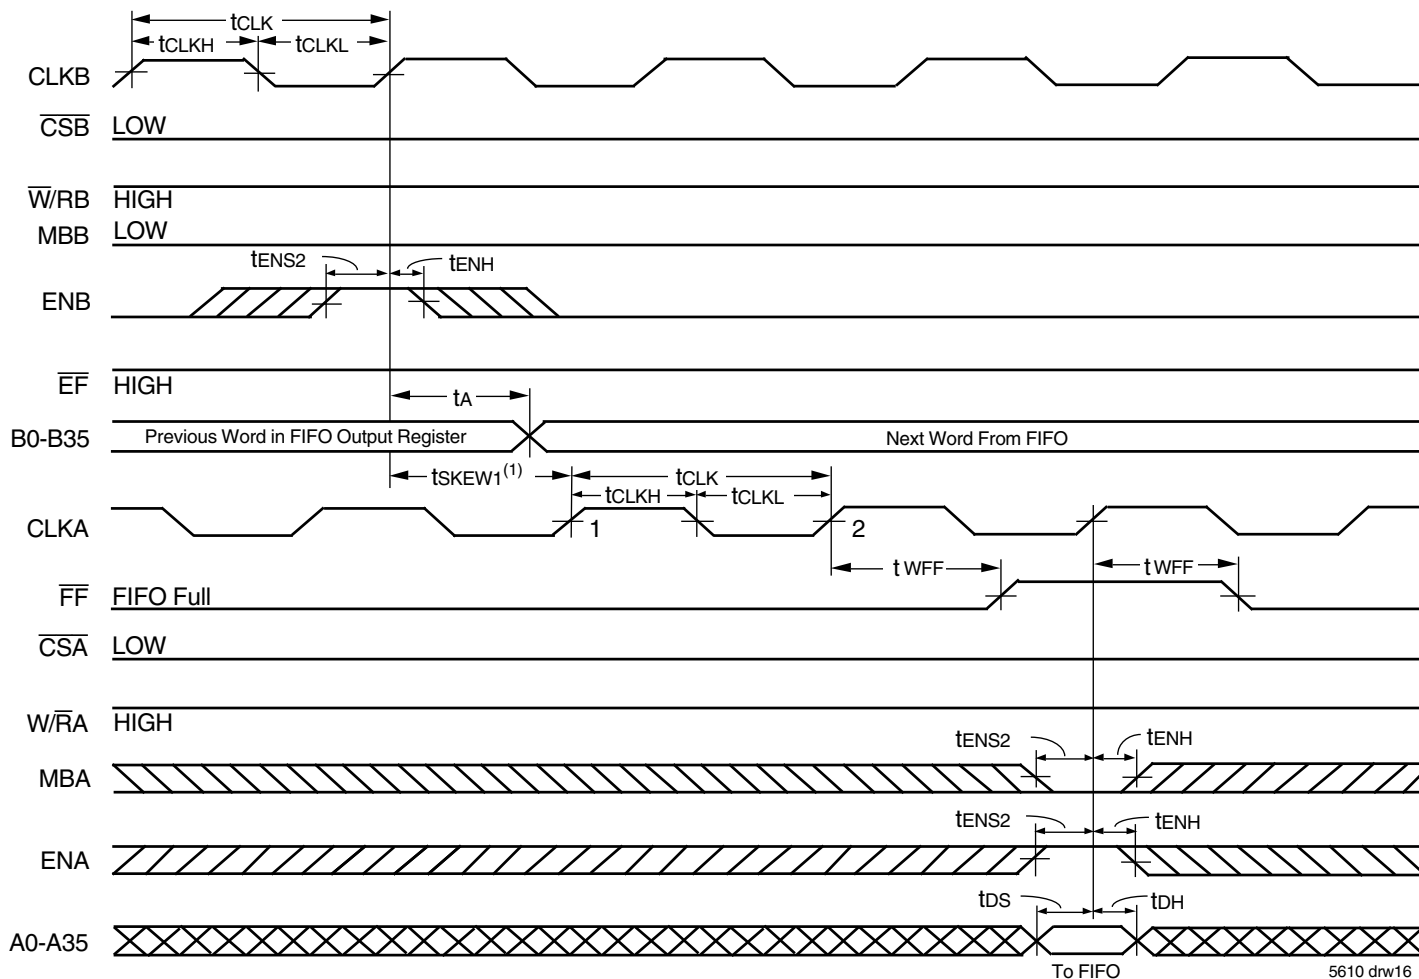 tCLK
tCLKH tCLKL
CLKB
CSB LOW
W/RB HIGH
MBB LOW
tENS2 tENH
ENB
EF HIGH
tA
B0-B35 Previous Word in FIFO Output Register Next Word From FIFO
tSKEW1(1) tCLK
tCLKH tCLKL
CLKA 1 2
tWFF tWFF
FF FIFO Full
CSA LOW
W/RA HIGH
tENS2 tENH
MBA
tENS2 tENH
ENA
tDS tDH
A0-A35
To FIFO
5610 drw16